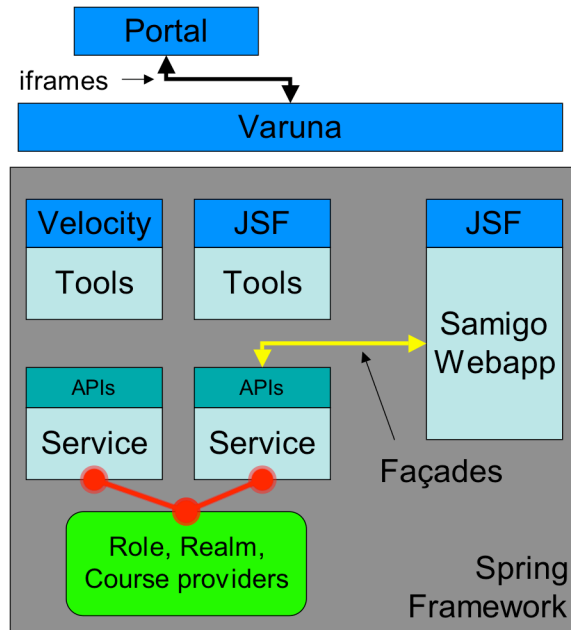 Portal
iframes
Varuna
Velocity
Tools
JSF
Tools
JSF
Samigo
Webapp
APIs
Service
APIs
Service
Façades
Role, Realm,
Course providers
Spring
Framework